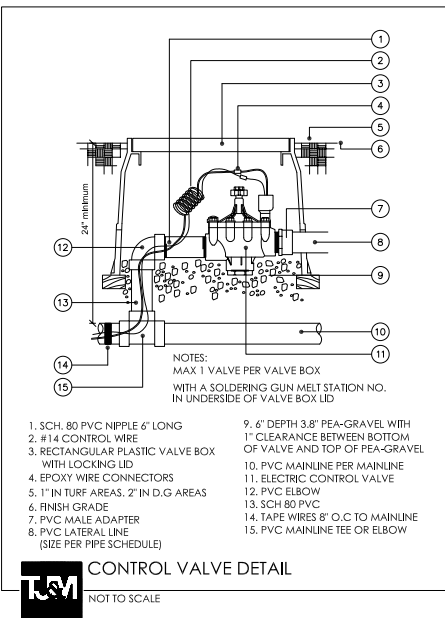 1
2
3
4
5
6
7
8
9
10
11
12
13
14
15
24" minimum
NOTES:
MAX 1 VALVE PER VALVE BOX
WITH A SOLDERING GUN MELT STATION NO.
IN UNDERSIDE OF VALVE BOX LID
1. SCH. 80 PVC NIPPLE 6" LONG
2. #14 CONTROL WIRE
3. RECTANGULAR PLASTIC VALVE BOX
WITH LOCKING LID
4. EPOXY WIRE CONNECTORS
5. 1" IN TURF AREAS. 2" IN D.G AREAS
6. FINISH GRADE
7. PVC MALE ADAPTER
8. PVC LATERAL LINE
(SIZE PER PIPE SCHEDULE)
9. 6" DEPTH 3.8" PEA-GRAVEL WITH
1" CLEARANCE BETWEEN BOTTOM
OF VALVE AND TOP OF PEA-GRAVEL
10. PVC MAINLINE PER MAINLINE
11. ELECTRIC CONTROL VALVE
12. PVC ELBOW
13. SCH 80 PVC
14. TAPE WIRES 8" O.C TO MAINLINE
15. PVC MAINLINE TEE OR ELBOW
TJ&M
CONTROL VALVE DETAIL
NOT TO SCALE